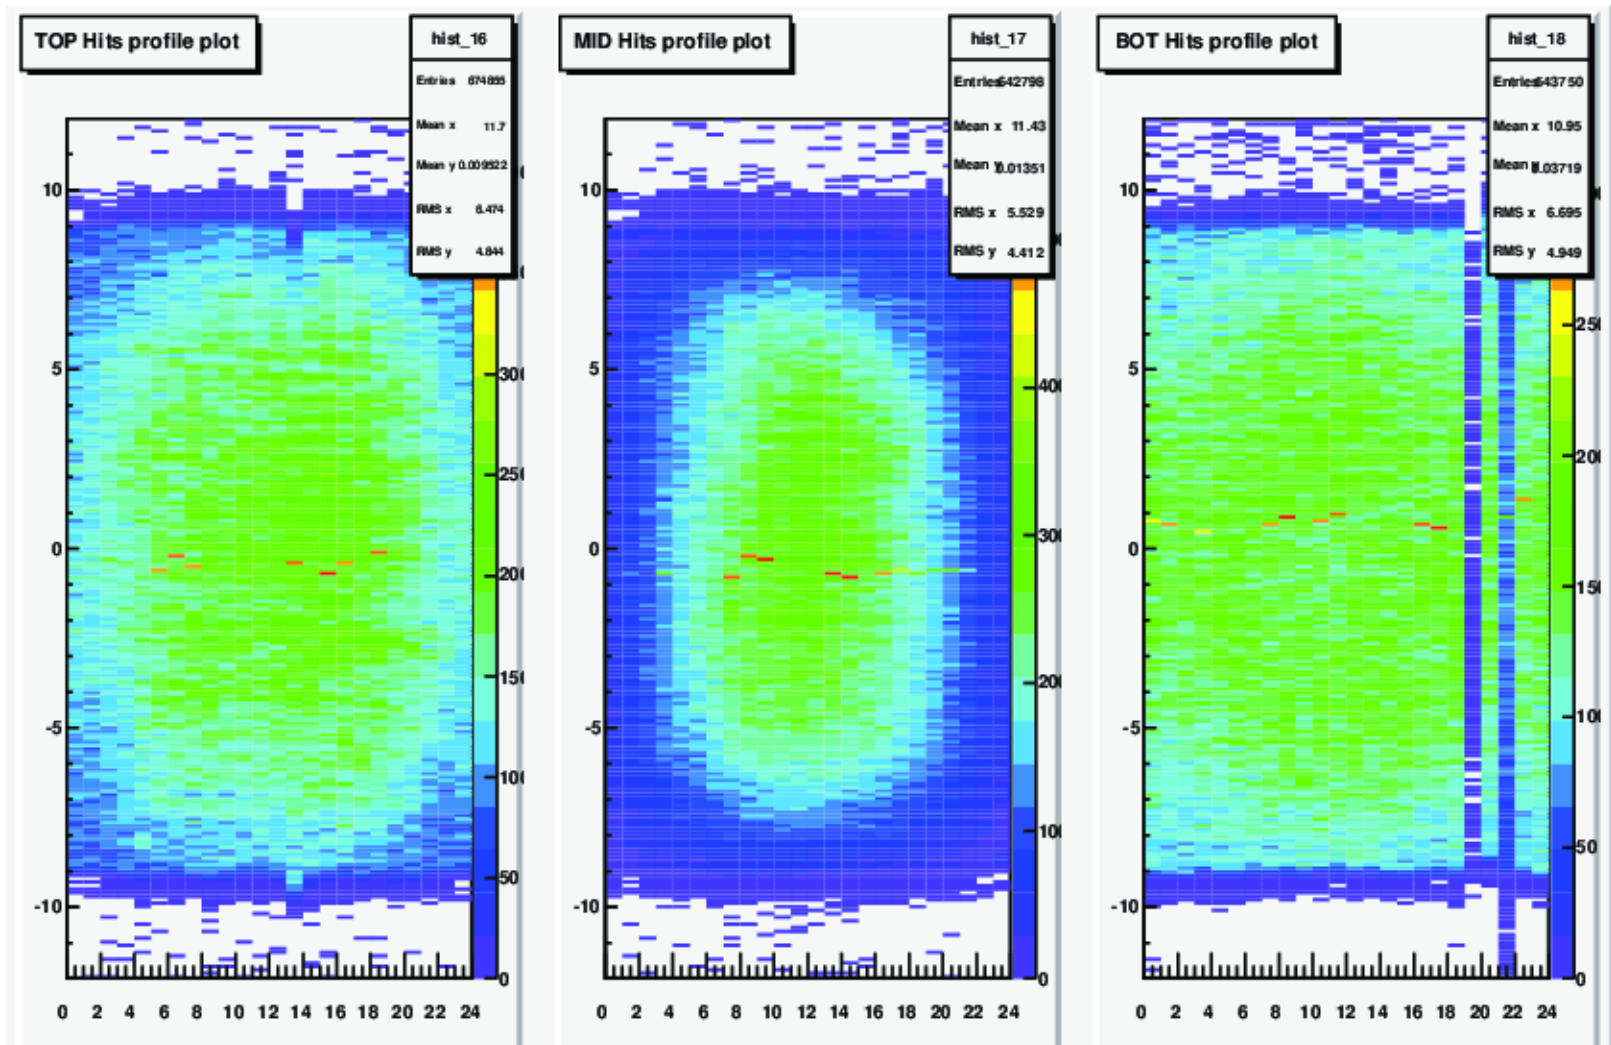 TOP Hits profile plot
hist_16
Entries 674855
Mean x 11.7
Mean y 0.009522
RMS x 6.474
RMS y 4.844
10
5
0
-5
-10
300
250
200
150
100
50
0
0 2 4 6 8 10 12 14 16 18 20 22 24
MID Hits profile plot
hist_17
Entries 642798
Mean x 11.43
Mean y 0.01351
RMS x 5.529
RMS y 4.412
10
5
0
-5
-10
400
300
200
100
0
0 2 4 6 8 10 12 14 16 18 20 22 24
BOT Hits profile plot
hist_18
Entries 643750
Mean x 10.95
Mean 0.03719
RMS x 6.695
RMS y 4.949
10
5
0
-5
-10
250
200
150
100
50
0
0 2 4 6 8 10 12 14 16 18 20 22 24